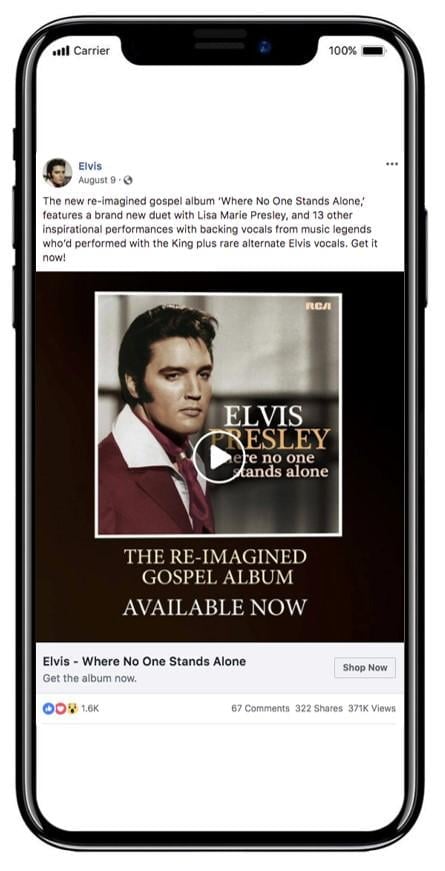 Carrier 100%
Elvis
August 9 ·
The new re-imagined gospel album 'Where No One Stands Alone,'
features a brand new duet with Lisa Marie Presley, and 13 other
inspirational performances with backing vocals from music legends
who'd performed with the King plus rare alternate Elvis vocals. Get it
now!
RCA
ELVIS
PRESLEY
where no one
stands alone
THE RE-IMAGINED
GOSPEL ALBUM
AVAILABLE NOW
Elvis - Where No One Stands Alone
Shop Now
Get the album now.
1.6K 67 Comments 322 Shares 371K Views